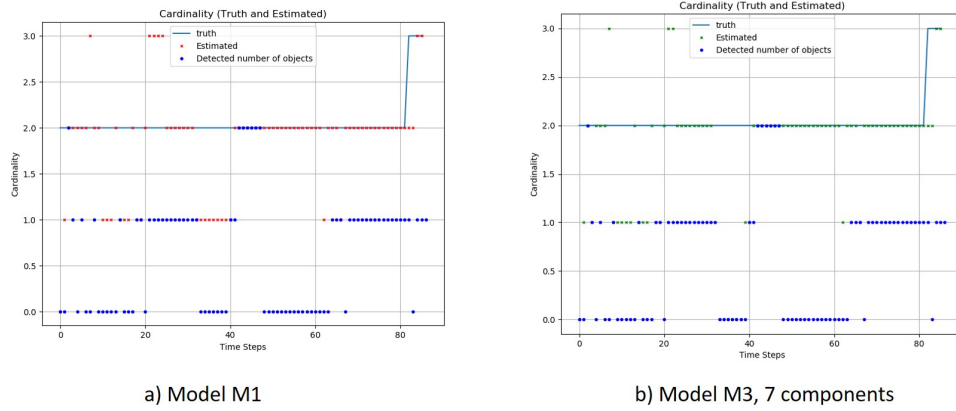 Cardinality (Truth and Estimated)
3.0
2.5
2.0
1.5
1.0
0.5
0.0
Cardinality
truth
Estimated
Detected number of objects
0
20
40
60
80
Time Steps
a) Model M1
Cardinality (Truth and Estimated)
3.0
2.5
2.0
1.5
1.0
0.5
0.0
Cardinality
truth
Estimated
Detected number of objects
0
20
40
60
80
Time Steps
b) Model M3, 7 components